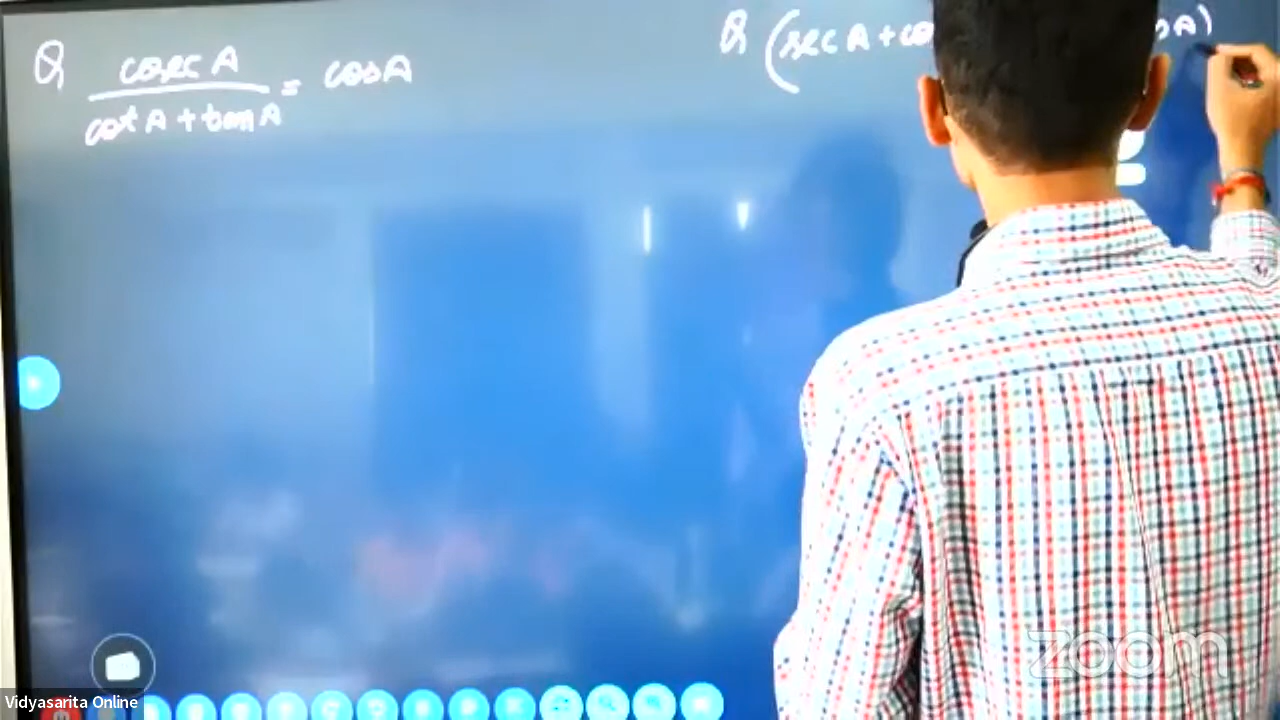 Q cosec A / cot A + tan A = cos A
Q (sec A + co A)
zoom
Vidyasarita Online